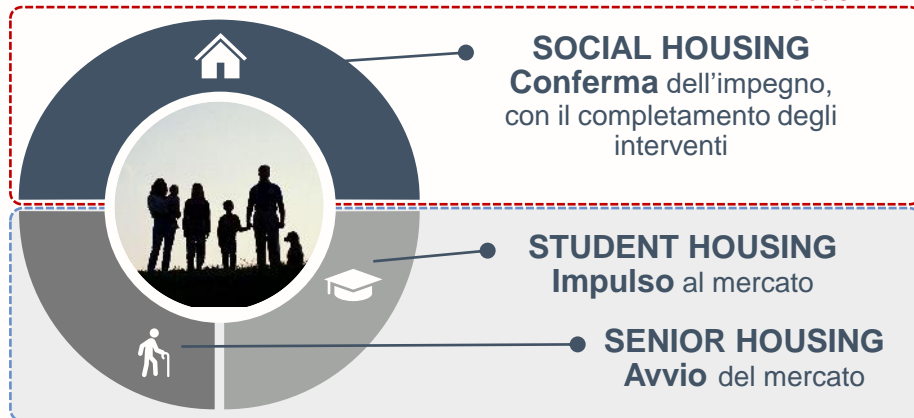 SOCIAL HOUSING
Conferma dell'impegno,
con il completamento degli
interventi
STUDENT HOUSING
Impulso al mercato
SENIOR HOUSING
Avvio del mercato